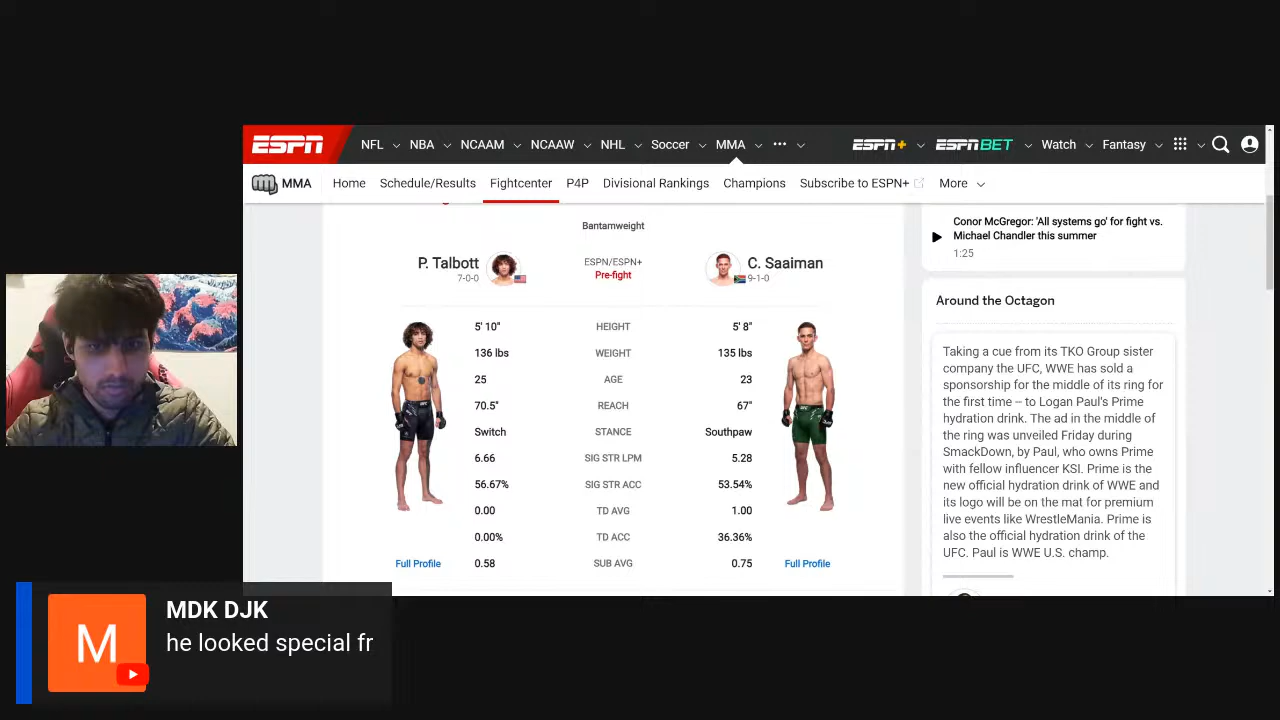 ESPN NFL NBA NCAAM NCAAW NHL Soccer MMA ESPN+ ESPN BET Watch Fantasy
MMA Home Schedule/Results Fightcenter P4P Divisional Rankings Champions Subscribe to ESPN+ More
Bantamweight
P. Talbott
7-0-0
ESPN/ESPN+
Pre-fight
C. Saaiman
9-1-0
5' 10" HEIGHT 5' 8"
136 lbs WEIGHT 135 lbs
25 AGE 23
70.5" REACH 67"
Switch STANCE Southpaw
6.66 SIG STR LPM 5.28
56.67% SIG STR ACC 53.54%
0.00 TD AVG 1.00
0.00% TD ACC 36.36%
Full Profile 0.58 SUB AVG 0.75 Full Profile
Conor McGregor: 'All systems go' for fight vs.
Michael Chandler this summer
1:25
Around the Octagon
Taking a cue from its TKO Group sister
company the UFC, WWE has sold a
sponsorship for the middle of its ring for
the first time -- to Logan Paul's Prime
hydration drink. The ad in the middle of
the ring was unveiled Friday during
SmackDown, by Paul, who owns Prime
with fellow influencer KSI. Prime is the
new official hydration drink of WWE and
its logo will be on the mat for premium
live events like WrestleMania. Prime is
also the official hydration drink of the
UFC. Paul is WWE U.S. champ.
M
MDK DJK
he looked special fr